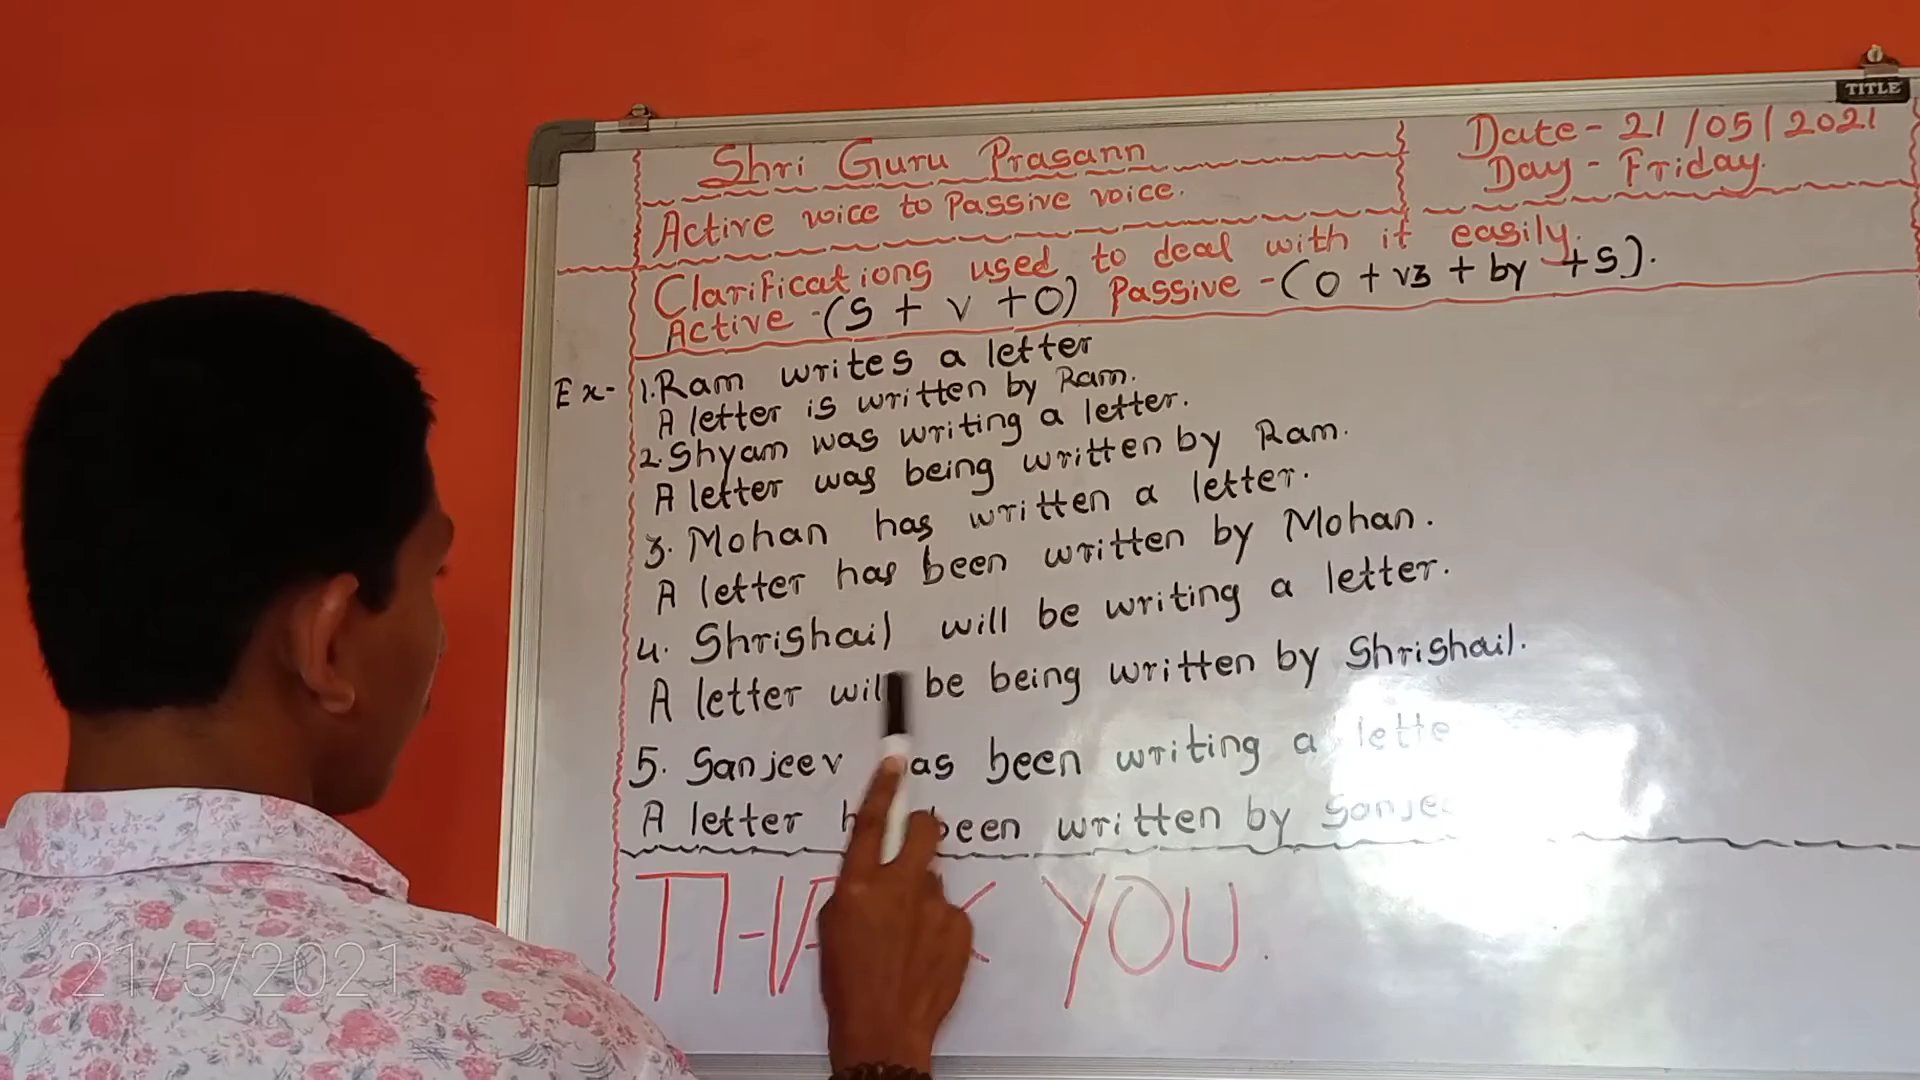 TITLE
Shri Guru Prasann
Date - 21/05/2021
Day - Friday.
Active voice to Passive voice.
Clarifications used to deal with it easily.
Active - (S + V + O) Passive - (O + V3 + by + S).
Ex- 1. Ram writes a letter
A letter is written by Ram.
2. Shyam was writing a letter.
A letter was being written by Ram.
3. Mohan has written a letter.
A letter has been written by Mohan.
4. Shrishail will be writing a letter.
A letter will be being written by Shrishail.
5. Sanjeev has been writing a
A letter been written by
THANK YOU.
21/5/2021